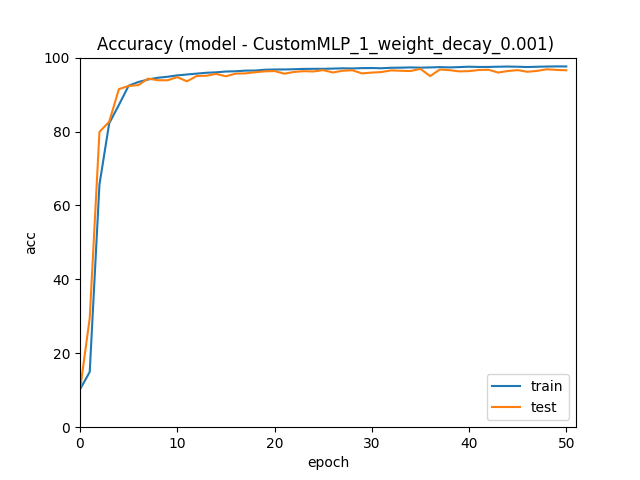 Accuracy (model - CustomMLP_1_weight_decay_0.001)
100
80
60
40
20
0
acc
0 10 20 30 40 50
epoch
train
test